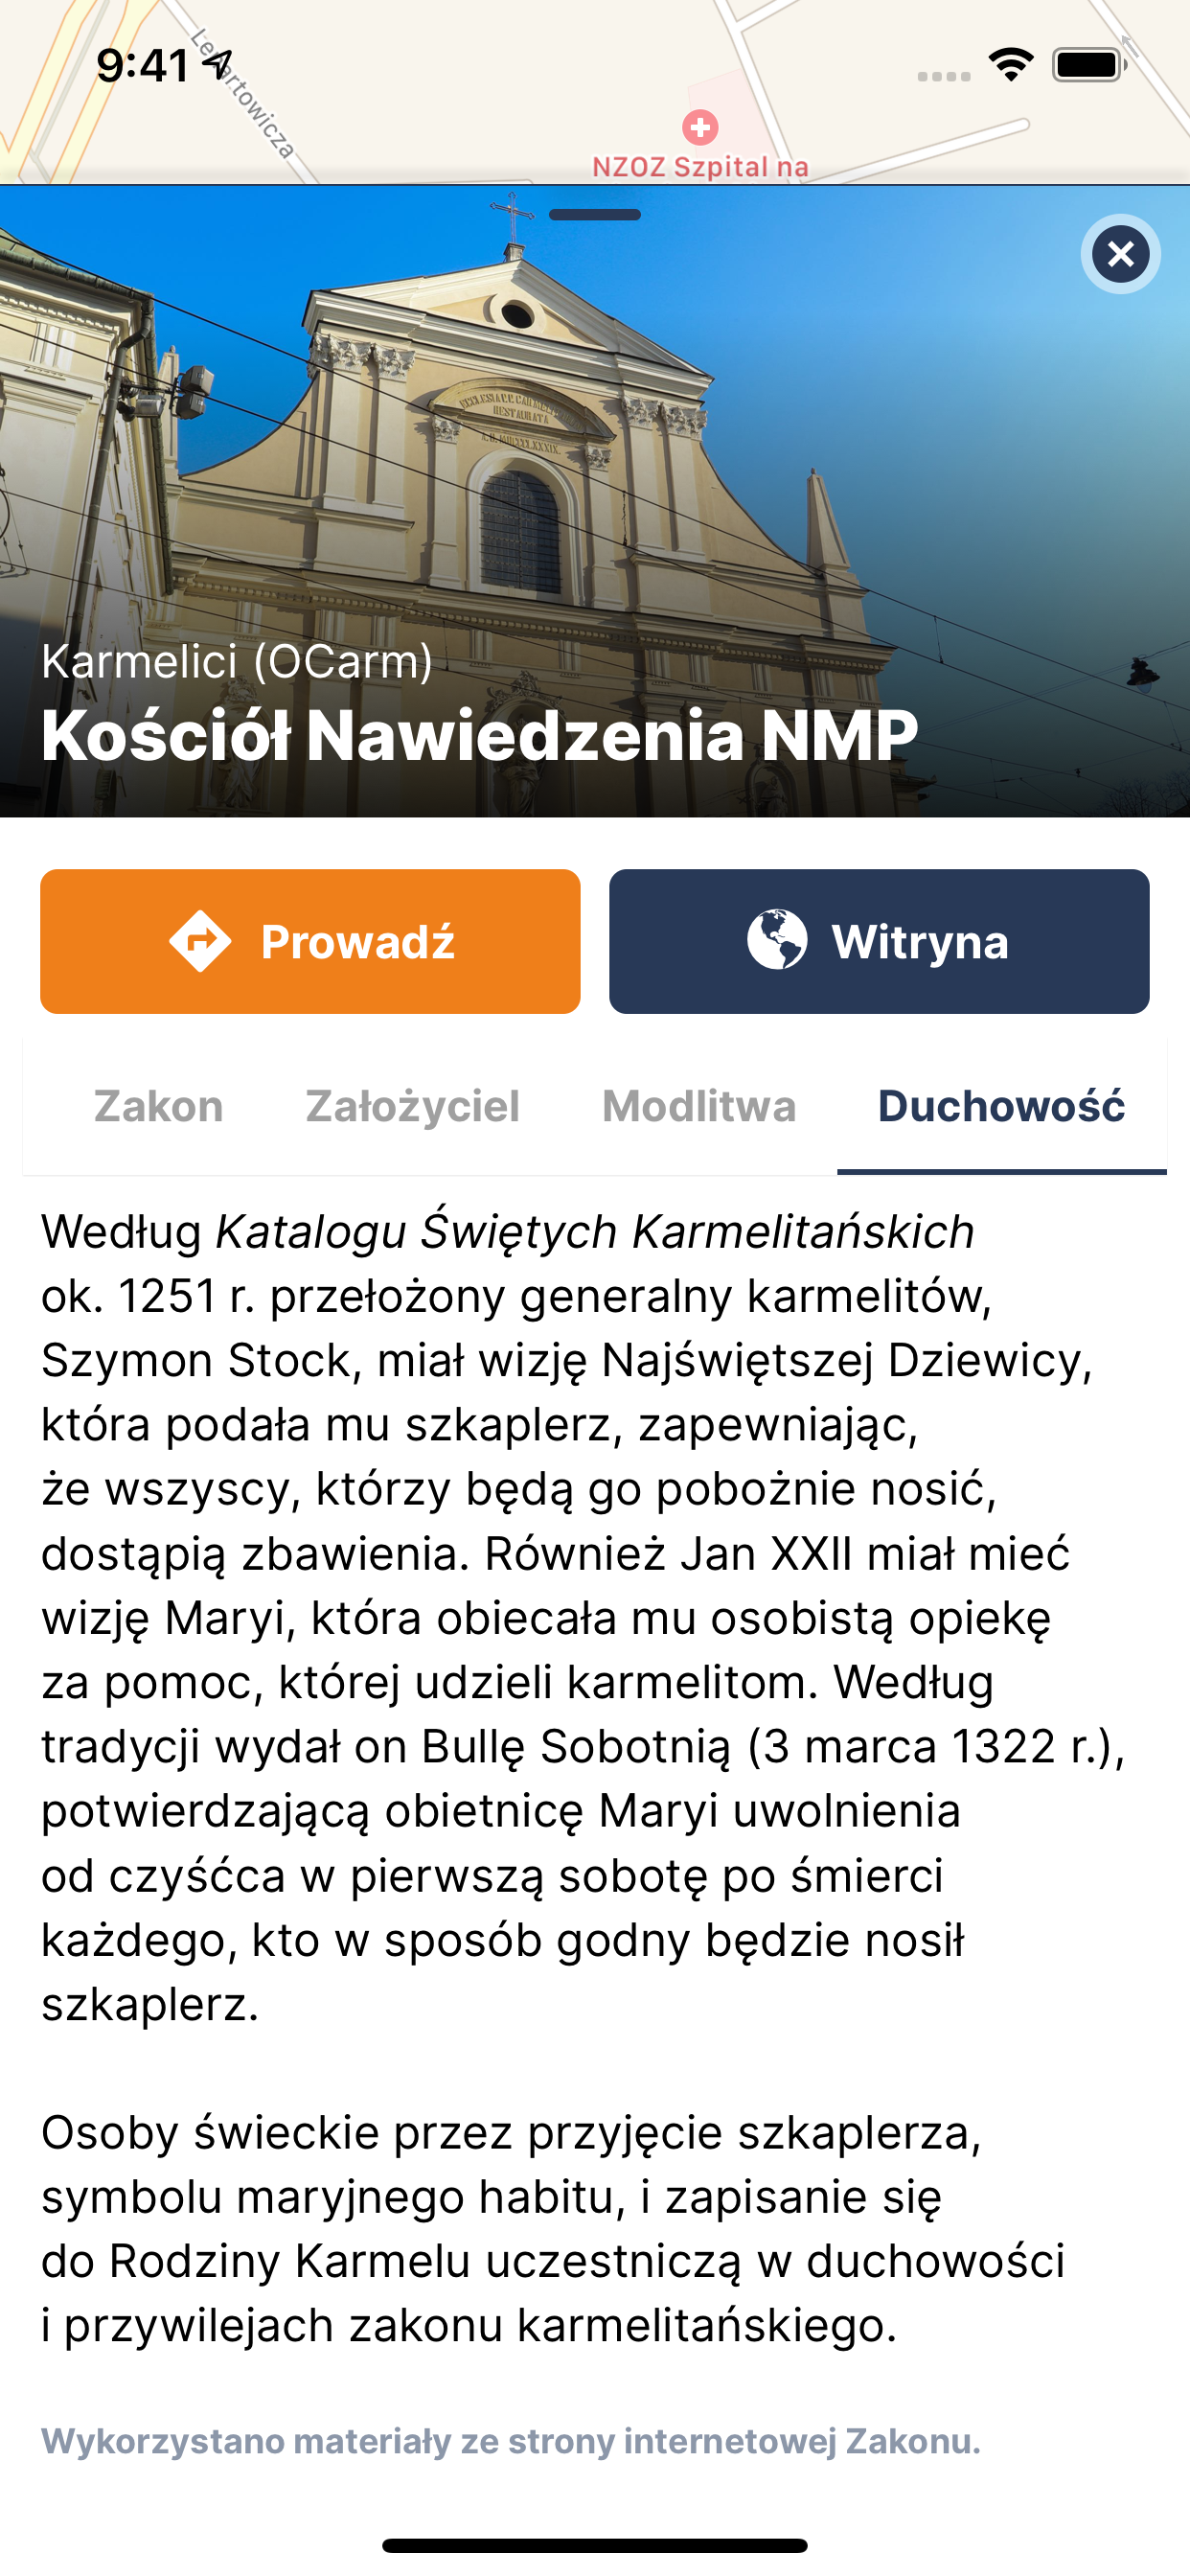 9:41
Lenartowicza
NZOZ Szpital na
ECCLESIA P.P. CARMELIT
RESTAURATA
Karmelici (OCarm)
Kościół Nawiedzenia NMP
Prowadź
Witryna
Zakon
Założyciel
Modlitwa
Duchowość
Według Katalogu Świętych Karmelitańskich
ok. 1251 r. przełożony generalny karmelitów,
Szymon Stock, miał wizję Najświętszej Dziewicy,
która podała mu szkaplerz, zapewniając,
że wszyscy, którzy będą go pobożnie nosić,
dostąpią zbawienia. Również Jan XXII miał mieć
wizję Maryi, która obiecała mu osobistą opiekę
za pomoc, której udzieli karmelitom. Według
tradycji wydał on Bullę Sobotnią (3 marca 1322 r.),
potwierdzającą obietnicę Maryi uwolnienia
od czyśćca w pierwszą sobotę po śmierci
każdego, kto w sposób godny będzie nosił
szkaplerz.
Osoby świeckie przez przyjęcie szkaplerza,
symbolu maryjnego habitu, i zapisanie się
do Rodziny Karmelu uczestniczą w duchowości
i przywilejach zakonu karmelitańskiego.
Wykorzystano materiały ze strony internetowej Zakonu.